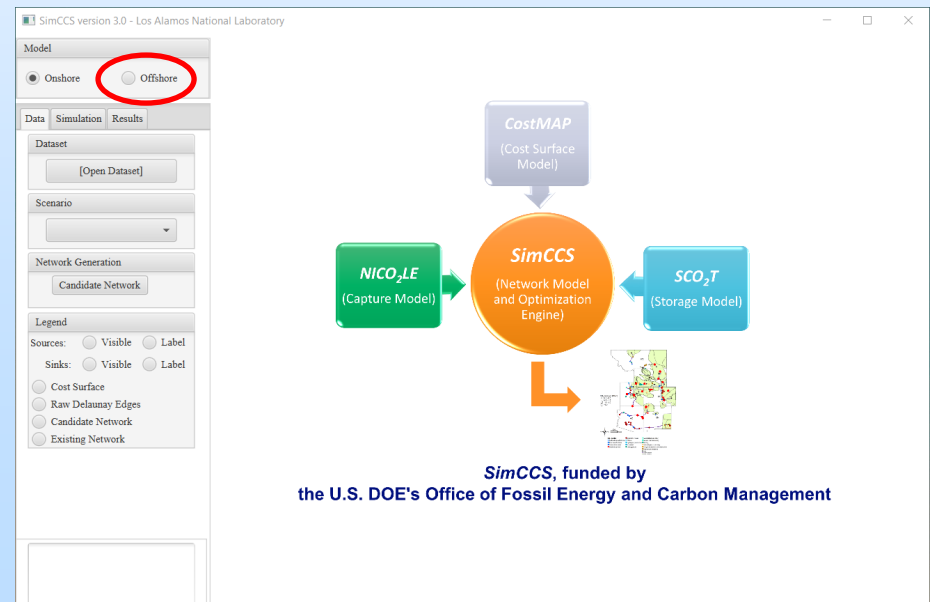 SimCCS version 3.0 - Los Alamos National Laboratory
Model
Onshore
Offshore
Data
Simulation
Results
Dataset
[Open Dataset]
Scenario
Network Generation
Candidate Network
Legend
Sources:
Visible
Label
Sinks:
Visible
Label
Cost Surface
Raw Delaunay Edges
Candidate Network
Existing Network
CostMAP
(Cost Surface
Model)
NICO₂LE
(Capture Model)
SimCCS
(Network Model
and Optimization
Engine)
SCO₂T
(Storage Model)
SimCCS, funded by
the U.S. DOE's Office of Fossil Energy and Carbon Management